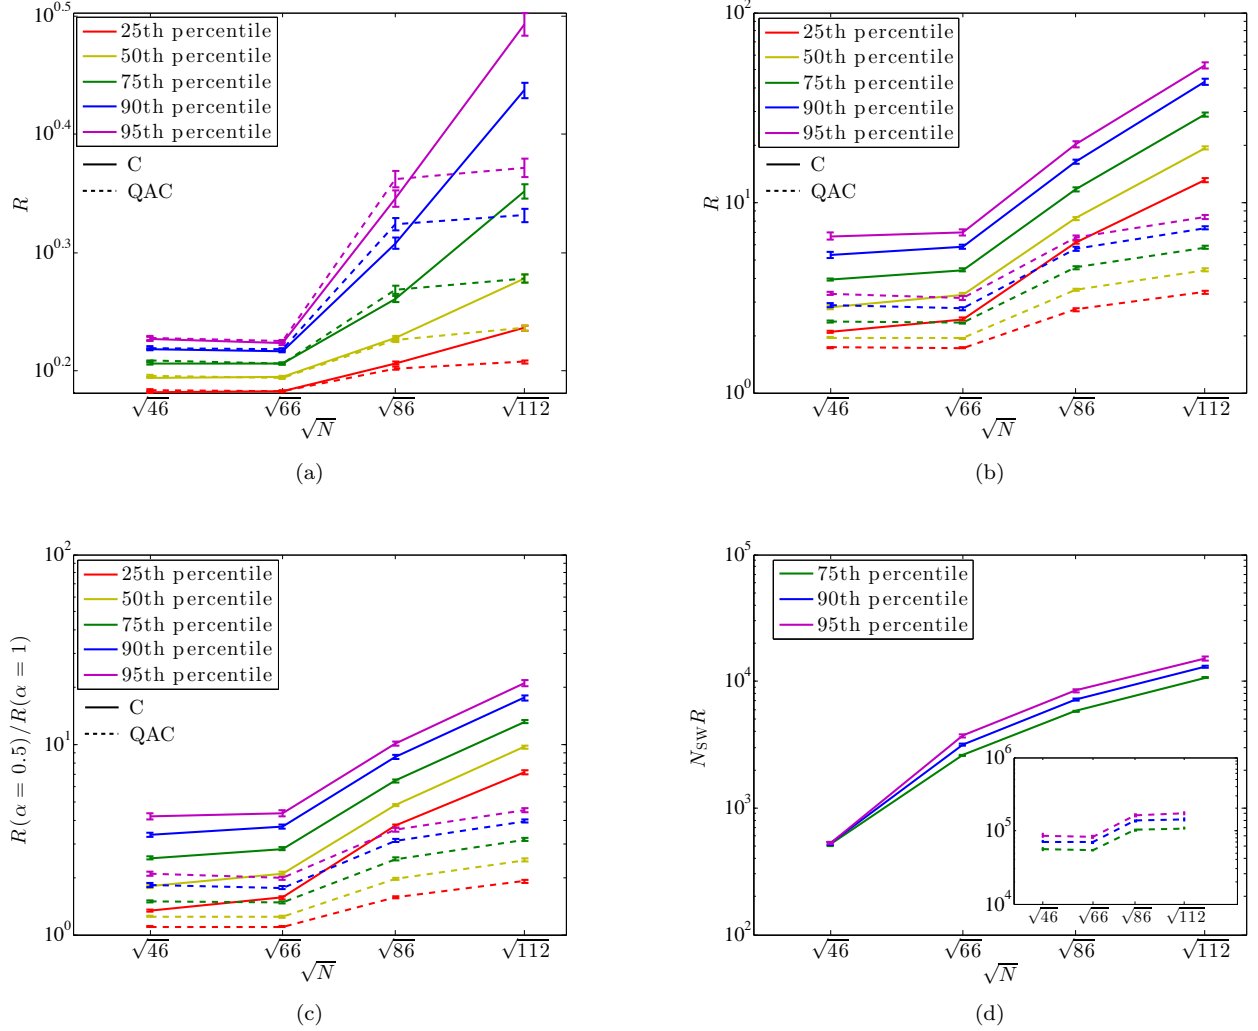 10^0.5
10^0.4
10^0.3
10^0.2
R
25th percentile
50th percentile
75th percentile
90th percentile
95th percentile
C
QAC
√46 √66 √86 √112
√N
(a)
10^2
10^1
10^0
R
25th percentile
50th percentile
75th percentile
90th percentile
95th percentile
C
QAC
√46 √66 √86 √112
√N
(b)
10^2
10^1
10^0
R(α = 0.5)/R(α = 1)
25th percentile
50th percentile
75th percentile
90th percentile
95th percentile
C
QAC
√46 √66 √86 √112
√N
(c)
10^5
10^4
10^3
10^2
N_SW R
75th percentile
90th percentile
95th percentile
10^6
10^5
10^4
√46 √66 √86 √112
√46 √66 √86 √112
√N
(d)